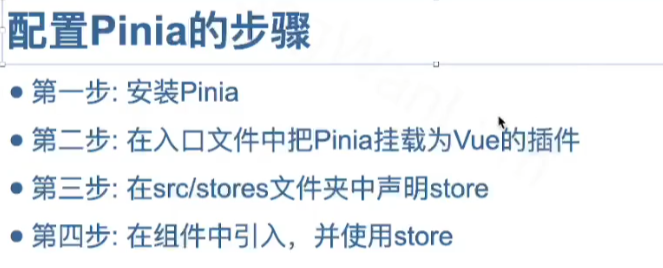 配置Pinia的步骤
第一步: 安装Pinia
第二步: 在入口文件中把Pinia挂载为Vue的插件
第三步: 在src/stores文件夹中声明store
第四步: 在组件中引入，并使用store